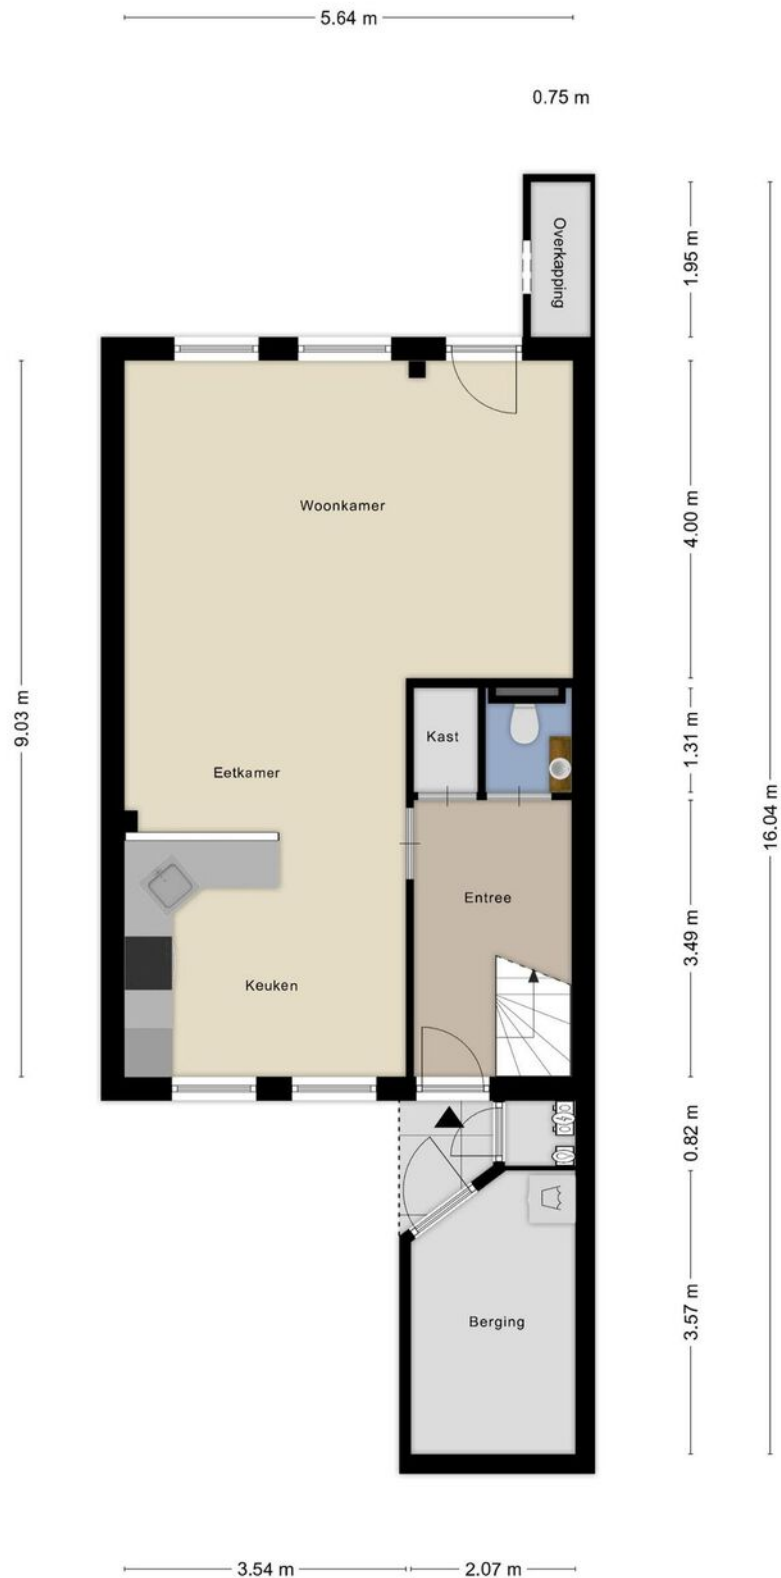 5.64 m
0.75 m
Overkapping
1.95 m
Woonkamer
4.00 m
9.03 m
Kast
1.31 m
Eetkamer
16.04 m
Entree
3.49 m
Keuken
0.82 m
Berging
3.57 m
3.54 m
2.07 m